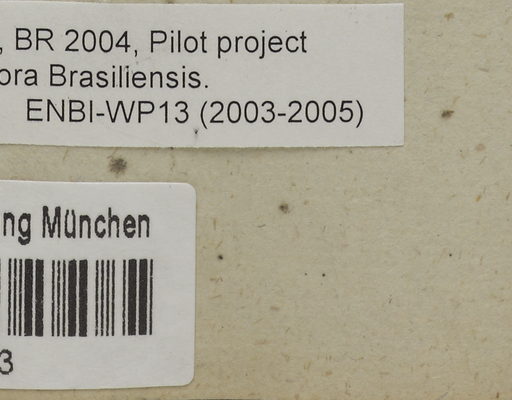 , BR 2004, Pilot project
ora Brasiliensis.
ENBI-WP13 (2003-2005)
ng München
3